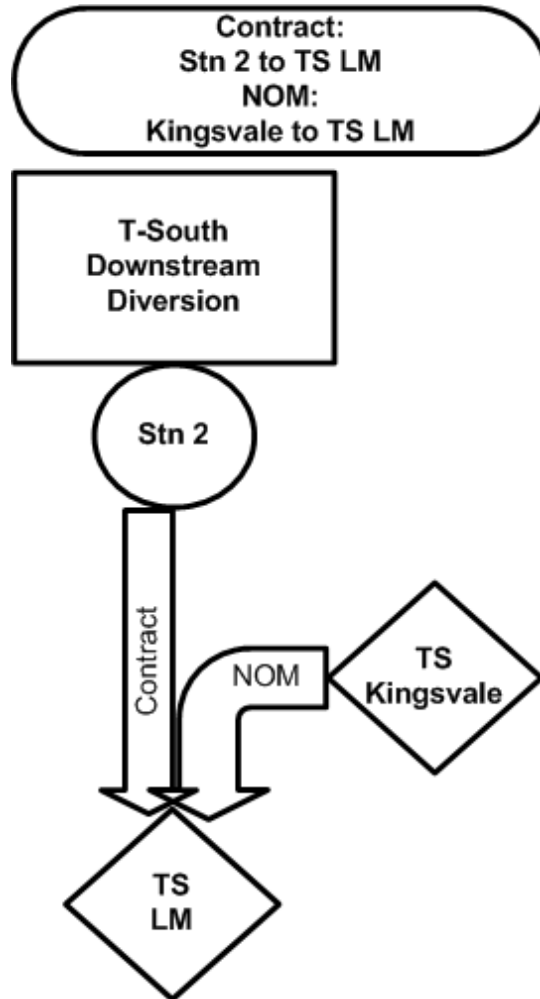 Contract:
Stn 2 to TS LM
NOM:
Kingsvale to TS LM
T-South
Downstream
Diversion
Stn 2
Contract
NOM
TS
Kingsvale
TS
LM